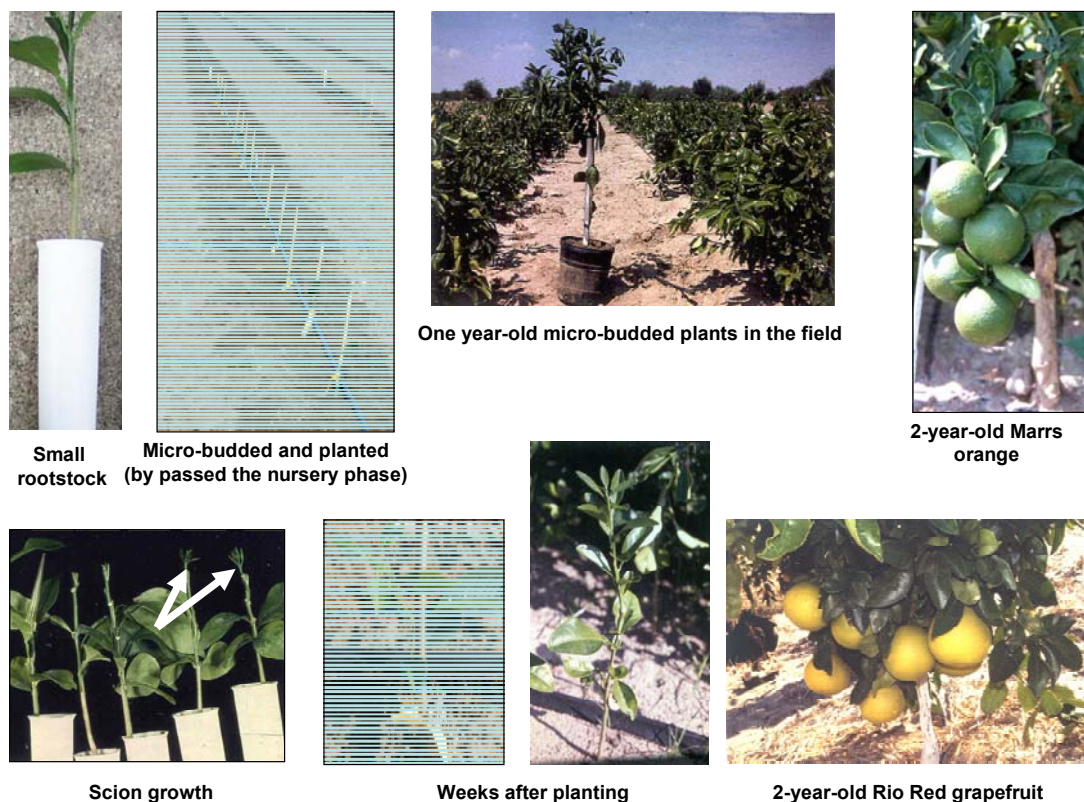 One year-old micro-budded plants in the field
Small
rootstock
Micro-budded and planted
(by passed the nursery phase)
2-year-old Marrs
orange
Scion growth
Weeks after planting
2-year-old Rio Red grapefruit